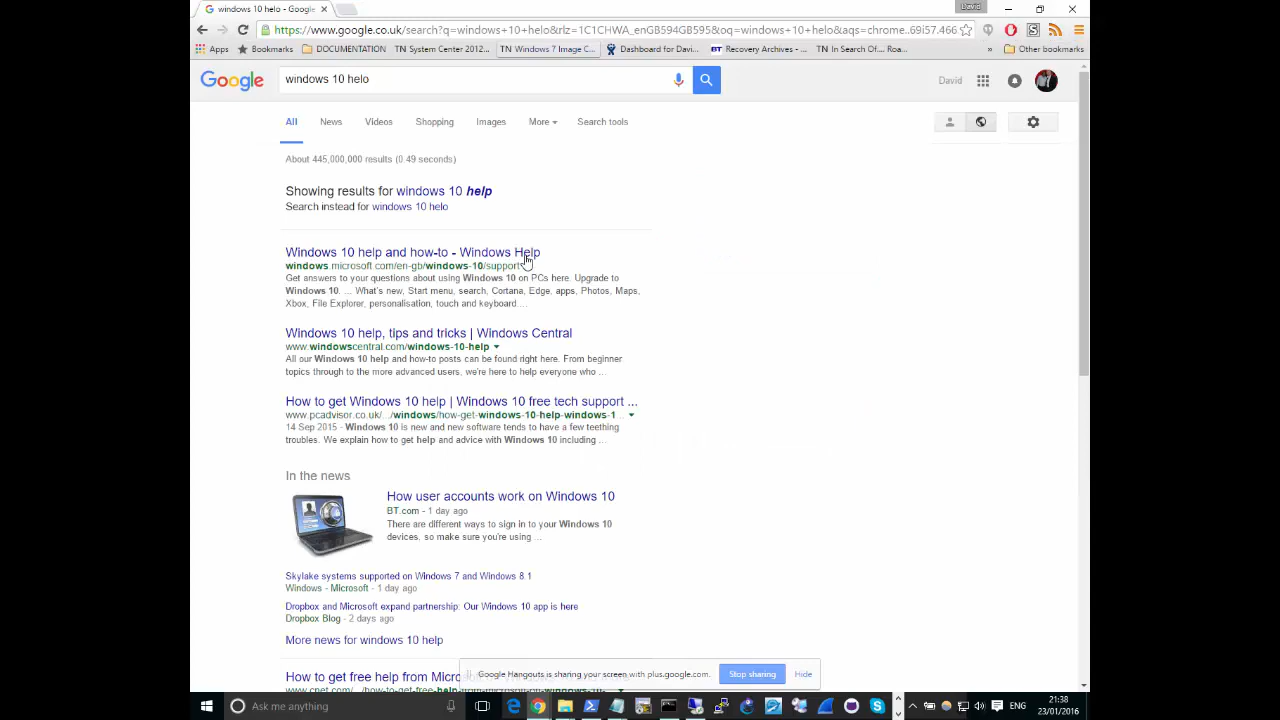 windows 10 helo - Google
David
https://www.google.co.uk/search?q=windows+10+helo&rlz=1C1CHWA_enGB594GB595&oq=windows+10+helo&aqs=chrome..69i57.466
Apps Bookmarks DOCUMENTATION TN System Center 2012... TN Windows 7 Image C... Dashboard for Davi... BT Recovery Archives - ... TN In Search Of... Roa... » Other bookmarks
Google windows 10 helo David
All News Videos Shopping Images More Search tools
About 445,000,000 results (0.49 seconds)
Showing results for windows 10 help
Search instead for windows 10 helo
Windows 10 help and how-to - Windows Help
windows.microsoft.com/en-gb/windows-10/support
Get answers to your questions about using Windows 10 on PCs here. Upgrade to
Windows 10. ... What's new, Start menu, search, Cortana, Edge, apps, Photos, Maps,
Xbox, File Explorer, personalisation, touch and keyboard....
Windows 10 help, tips and tricks | Windows Central
www.windowscentral.com/windows-10-help
All our Windows 10 help and how-to posts can be found right here. From beginner
topics through to the more advanced users, we're here to help everyone who ...
How to get Windows 10 help | Windows 10 free tech support ...
www.pcadvisor.co.uk/.../windows/how-get-windows-10-help-windows-1...
14 Sep 2015 - Windows 10 is new and new software tends to have a few teething
troubles. We explain how to get help and advice with Windows 10 including ...
In the news
How user accounts work on Windows 10
BT.com - 1 day ago
There are different ways to sign in to your Windows 10
devices, so make sure you're using ...
Skylake systems supported on Windows 7 and Windows 8.1
Windows - Microsoft - 1 day ago
Dropbox and Microsoft expand partnership: Our Windows 10 app is here
Dropbox Blog - 2 days ago
More news for windows 10 help
How to get free help from Micros
Google Hangouts is sharing your screen with plus.google.com. Stop sharing Hide
www.cnet.com/.../how-to-get-free-help-from-microsoft-on-windows-10-
Ask me anything
ENG
21:38
23/01/2016